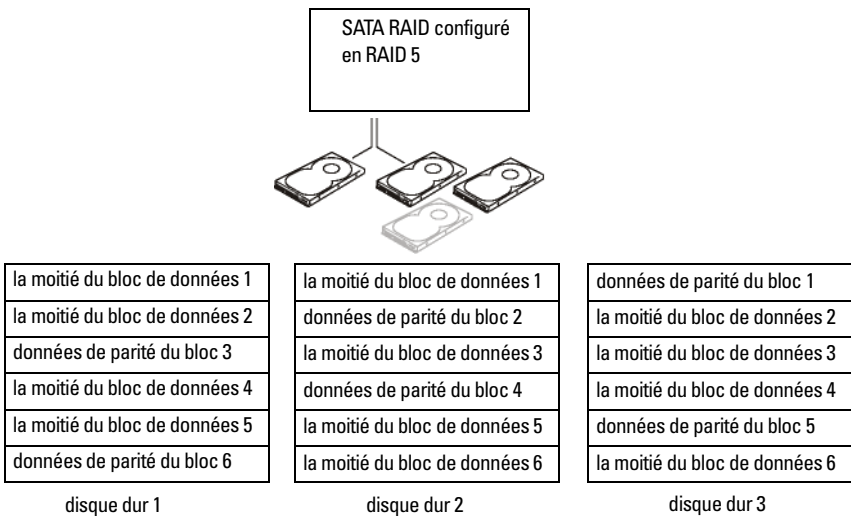 SATA RAID configuré
en RAID 5
la moitié du bloc de données 1
la moitié du bloc de données 2
données de parité du bloc 3
la moitié du bloc de données 4
la moitié du bloc de données 5
données de parité du bloc 6
disque dur 1
la moitié du bloc de données 1
données de parité du bloc 2
la moitié du bloc de données 3
données de parité du bloc 4
la moitié du bloc de données 5
la moitié du bloc de données 6
disque dur 2
données de parité du bloc 1
la moitié du bloc de données 2
la moitié du bloc de données 3
la moitié du bloc de données 4
données de parité du bloc 5
la moitié du bloc de données 6
disque dur 3